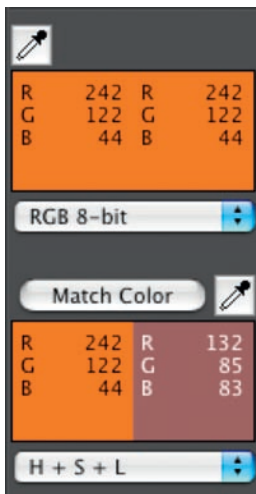 R 242 R 242
G 122 G 122
B 44 B 44
RGB 8-bit
Match Color
R 242 R 132
G 122 G 85
B 44 B 83
H + S + L